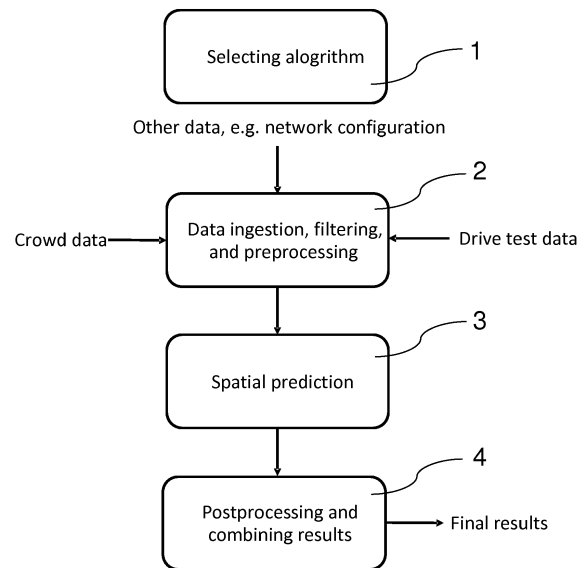 Selecting alogrithm
1
Other data, e.g. network configuration
2
Data ingestion, filtering,
and preprocessing
Crowd data
Drive test data
3
Spatial prediction
4
Postprocessing and
combining results
Final results